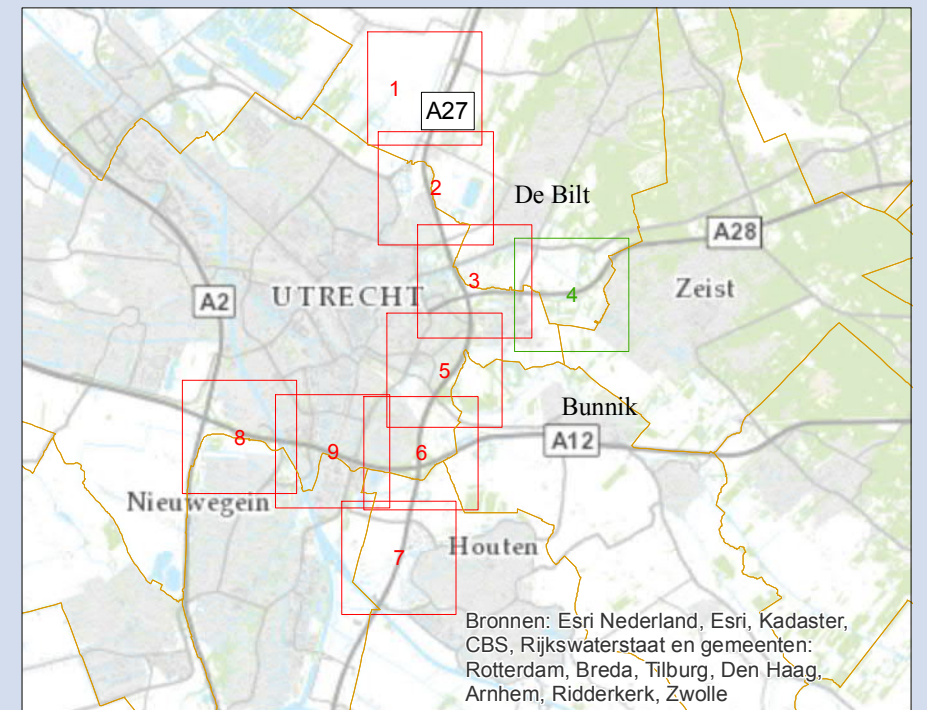 1
A27
2
De Bilt
A28
3
4
Zeist
A2
UTRECHT
5
Bunnik
8
9
6
A12
Nieuwegein
Houten
7
Bronnen: Esri Nederland, Esri, Kadaster,
CBS, Rijkswaterstaat en gemeenten:
Rotterdam, Breda, Tilburg, Den Haag,
Arnhem, Ridderkerk, Zwolle